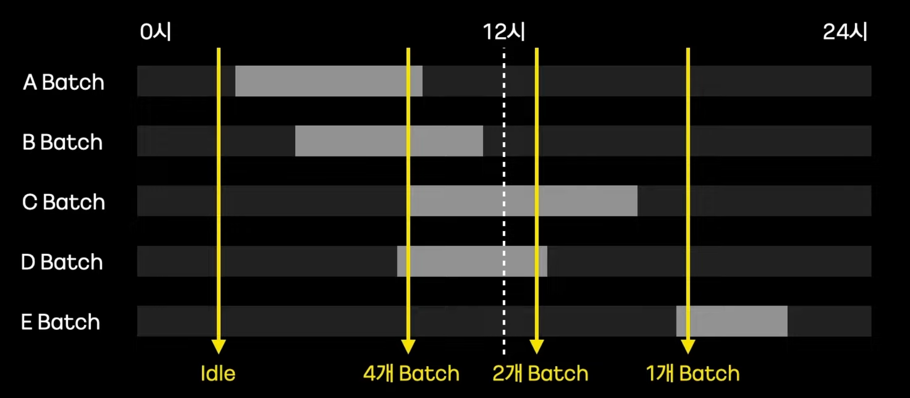 0시 12시 24시
A Batch
B Batch
C Batch
D Batch
E Batch
Idle 4개 Batch 2개 Batch 1개 Batch